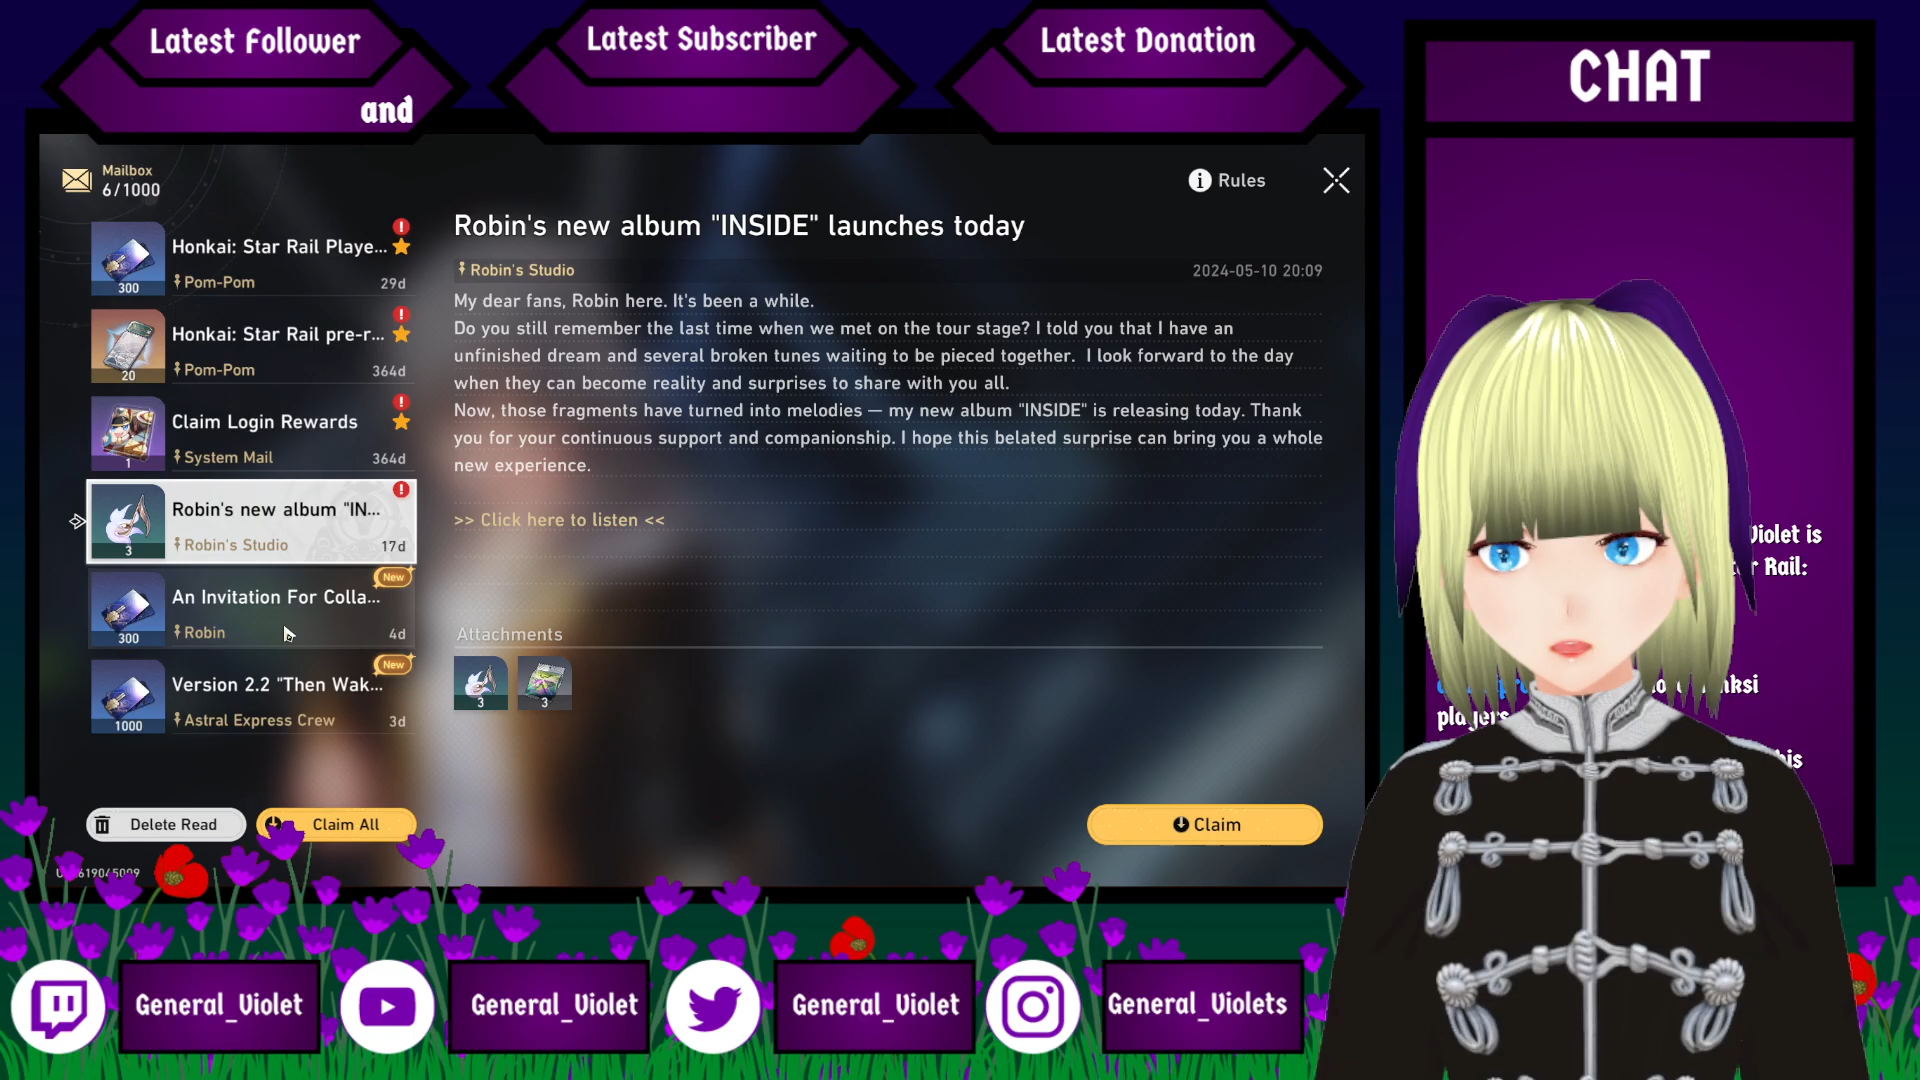 Latest Follower
and
Latest Subscriber
Latest Donation
CHAT
Mailbox
6/1000
Rules
Honkai: Star Rail Playe...
Pom-Pom
29d
300
Honkai: Star Rail pre-r...
Pom-Pom
364d
20
Claim Login Rewards
System Mail
364d
1
Robin's new album "IN...
Robin's Studio
17d
3
New
An Invitation For Colla...
Robin
4d
300
New
Version 2.2 "Then Wak...
Astral Express Crew
3d
1000
Delete Read
Claim All
Robin's new album "INSIDE" launches today
Robin's Studio
2024-05-10 20:09
My dear fans, Robin here. It's been a while.
Do you still remember the last time when we met on the tour stage? I told you that I have an
unfinished dream and several broken tunes waiting to be pieced together. I look forward to the day
when they can become reality and surprises to share with you all.
Now, those fragments have turned into melodies — my new album "INSIDE" is releasing today. Thank
you for your continuous support and companionship. I hope this belated surprise can bring you a whole
new experience.
>> Click here to listen <<
Attachments
3
3
Claim
Violet is
Rail:
players
General_Violet
General_Violet
General_Violet
General_Violets